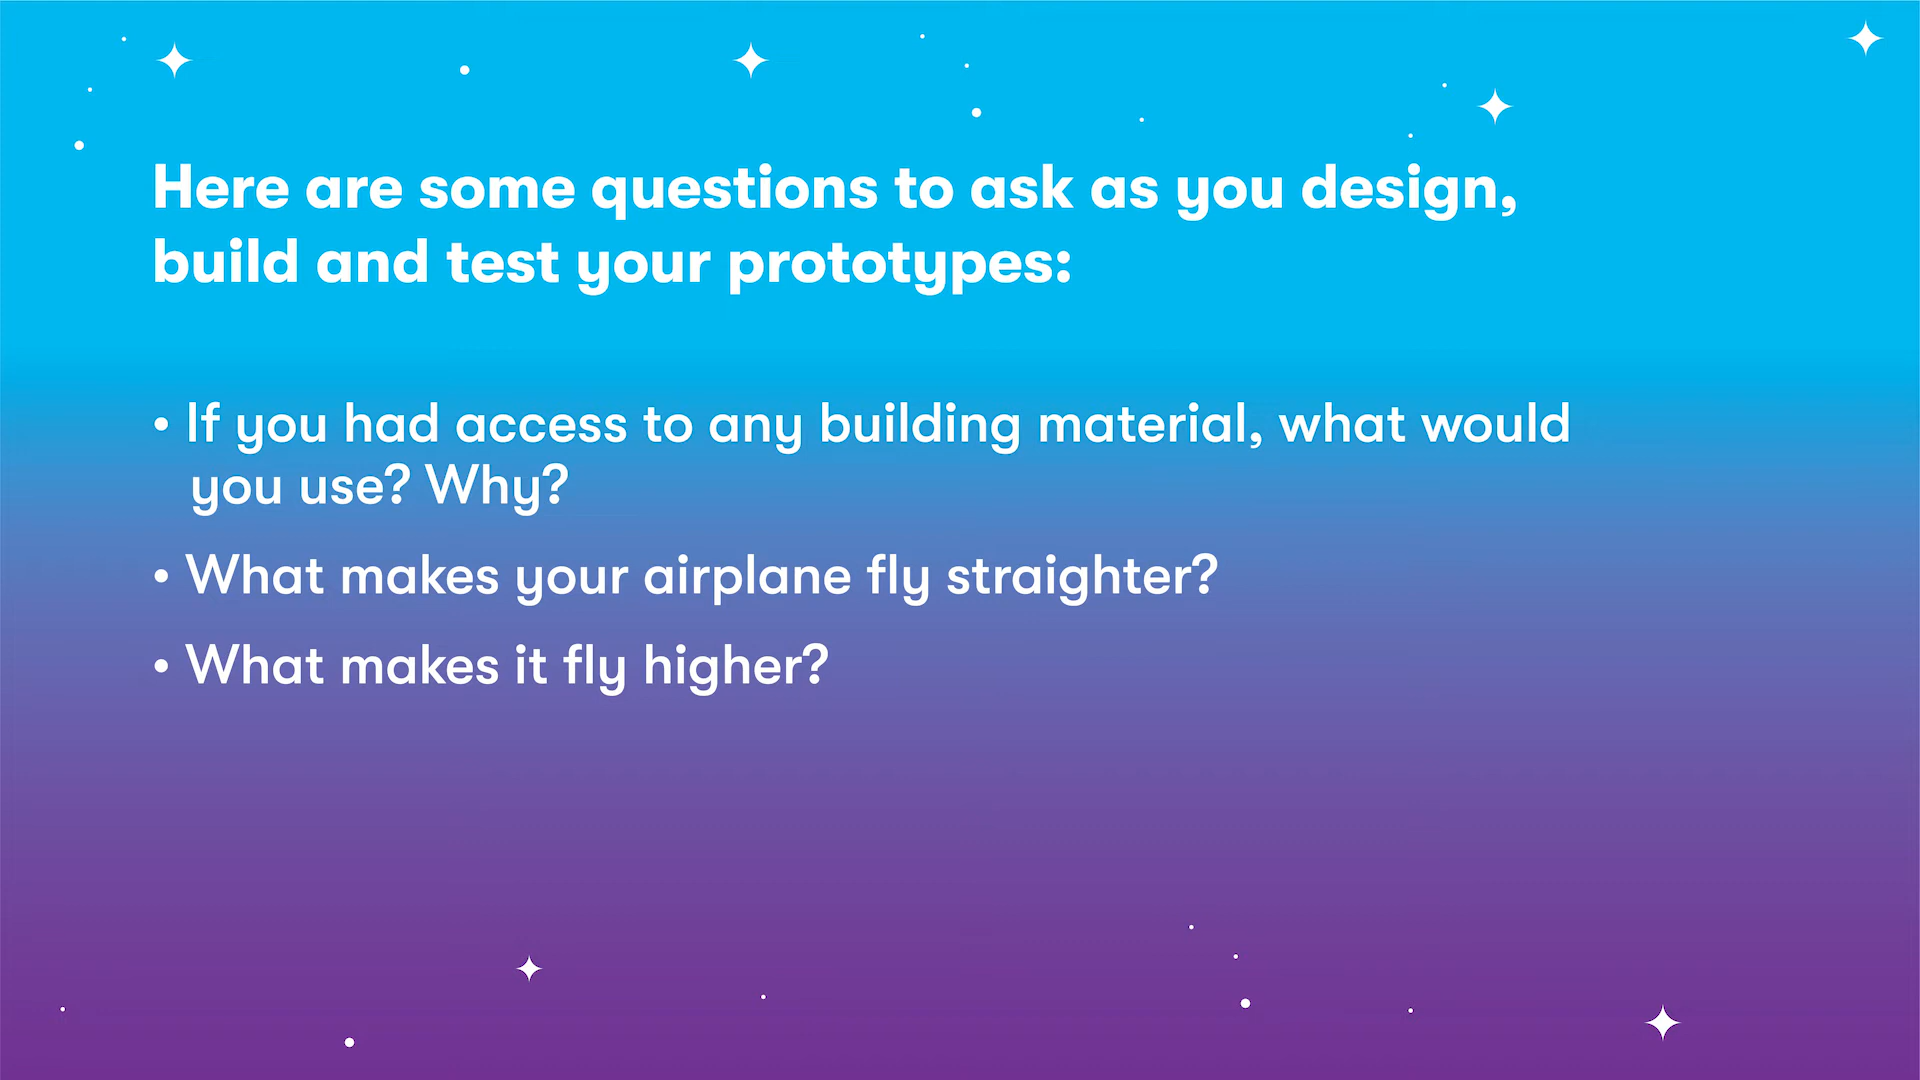 Here are some questions to ask as you design,
build and test your prototypes:
• If you had access to any building material, what would
you use? Why?
• What makes your airplane fly straighter?
• What makes it fly higher?